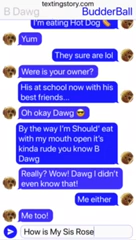 textingstory.com
B Dawg
BudderBall
I'm eating Hot Dog 🌭
Yum
They sure are lol
Were is your owner?
His at school now with his
best friends...
Oh okay Dawg 😎
By the way I'm Should' eat
with my mouth open it's
kinda rude you know B
Dawg
Really? Wow! Dawg I didn't
even know that!
Me either
Me too!
How is My Sis Rose